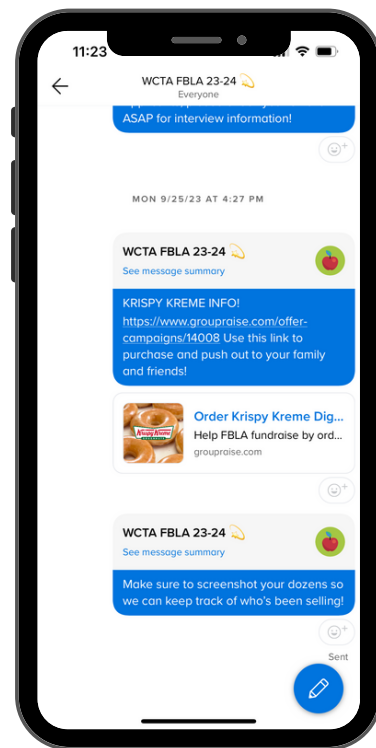 11:23
WCTA FBLA 23-24
Everyone
ASAP for interview information!
MON 9/25/23 AT 4:27 PM
WCTA FBLA 23-24
See message summary
KRISPY KREME INFO!
https://www.groupraise.com/offer-
campaigns/14008 Use this link to
purchase and push out to your family
and friends!
Krispy Kreme
DOUGHNUTS
Order Krispy Kreme Dig...
Help FBLA fundraise by ord...
groupraise.com
WCTA FBLA 23-24
See message summary
Make sure to screenshot your dozens so
we can keep track of who's been selling!
Sent